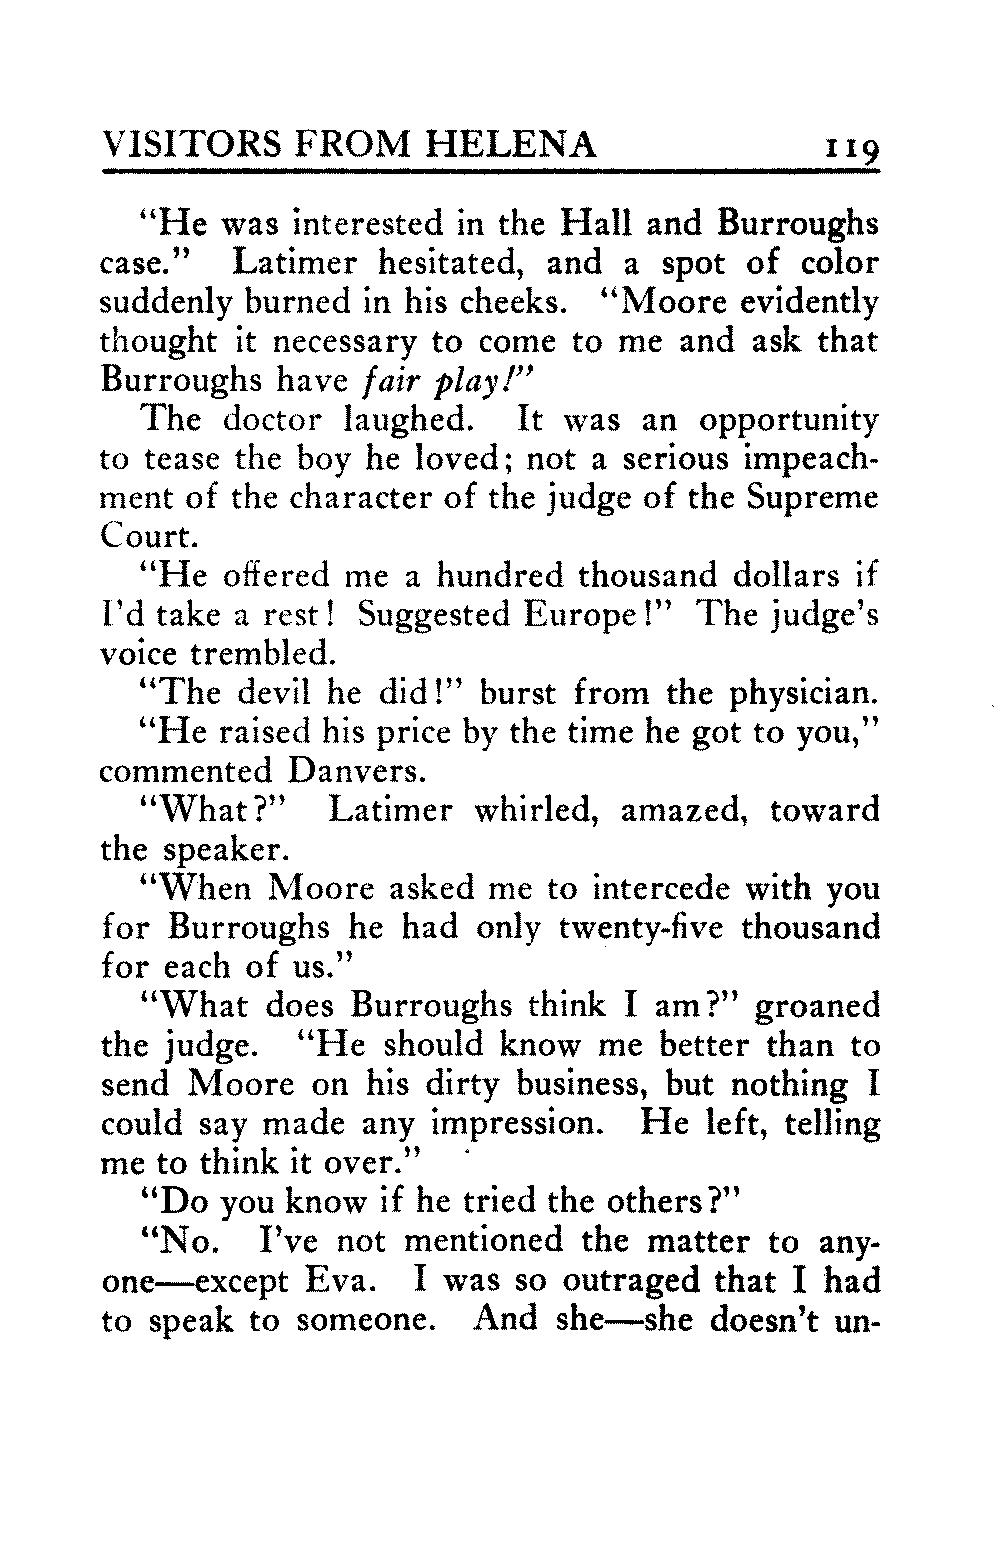 VISITORS FROM HELENA 119
“He was interested in the Hall and Burroughs
case.” Latimer hesitated, and a spot of color
suddenly burned in his cheeks. “Moore evidently
thought it necessary to come to me and ask that
Burroughs have fair play!”
The doctor laughed. It was an opportunity
to tease the boy he loved; not a serious impeach-
ment of the character of the judge of the Supreme
Court.
“He offered me a hundred thousand dollars if
I’d take a rest! Suggested Europe!” The judge’s
voice trembled.
“The devil he did!” burst from the physician.
“He raised his price by the time he got to you,”
commented Danvers.
“What?” Latimer whirled, amazed, toward
the speaker.
“When Moore asked me to intercede with you
for Burroughs he had only twenty-five thousand
for each of us.”
“What does Burroughs think I am?” groaned
the judge. “He should know me better than to
send Moore on his dirty business, but nothing I
could say made any impression. He left, telling
me to think it over.”
“Do you know if he tried the others?”
“No. I’ve not mentioned the matter to any-
one—except Eva. I was so outraged that I had
to speak to someone. And she—she doesn’t un-